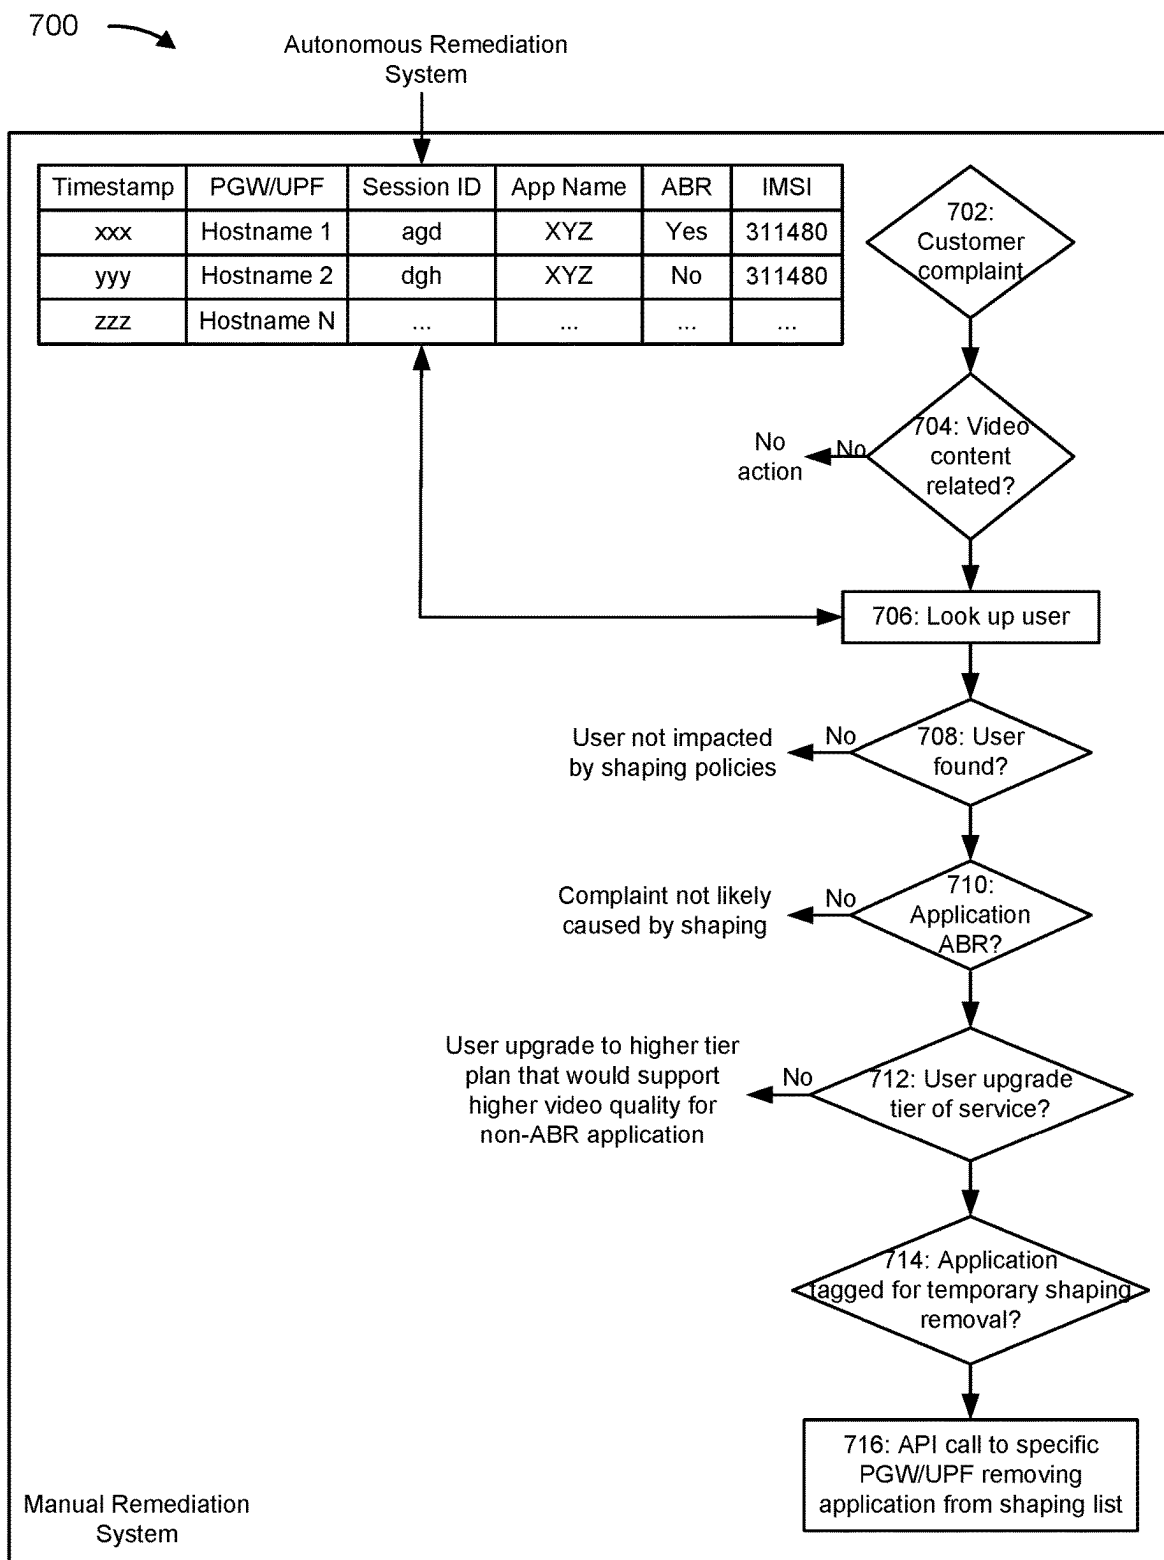 700
Autonomous Remediation
System
Timestamp PGW/UPF Session ID App Name ABR IMSI
xxx Hostname 1 agd XYZ Yes 311480
yyy Hostname 2 dgh XYZ No 311480
zzz Hostname N ... ... ... ...
702:
Customer
complaint
704: Video
content
related?
No
No
action
706: Look up user
708: User
found?
No
User not impacted
by shaping policies
710:
Application
ABR?
No
Complaint not likely
caused by shaping
712: User upgrade
tier of service?
No
User upgrade to higher tier
plan that would support
higher video quality for
non-ABR application
714: Application
tagged for temporary shaping
removal?
716: API call to specific
PGW/UPF removing
application from shaping list
Manual Remediation
System